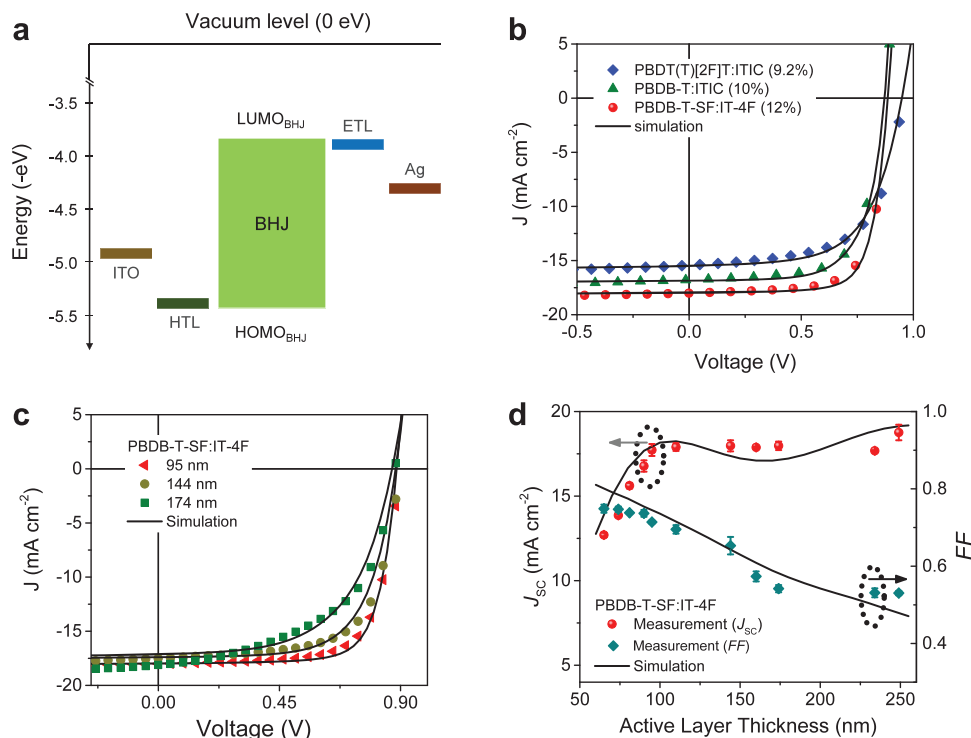 a
Vacuum level (0 eV)
Energy (-eV)
-3.5
-4.0
-4.5
-5.0
-5.5
LUMO_BHJ
ETL
Ag
BHJ
ITO
HTL
HOMO_BHJ
b
J (mA cm⁻²)
5
0
-5
-10
-15
-20
PBDT(T)[2F]T:ITIC (9.2%)
PBDB-T:ITIC (10%)
PBDB-T-SF:IT-4F (12%)
simulation
-0.5
0.0
0.5
1.0
Voltage (V)
c
J (mA cm⁻²)
5
0
-5
-10
-15
-20
PBDB-T-SF:IT-4F
95 nm
144 nm
174 nm
Simulation
0.00
0.45
0.90
Voltage (V)
d
J_SC (mA cm⁻²)
20
18
15
13
10
8
5
1.0
0.8
0.7
0.5
0.4
FF
PBDB-T-SF:IT-4F
Measurement (J_SC)
Measurement (FF)
Simulation
50
100
150
200
250
Active Layer Thickness (nm)